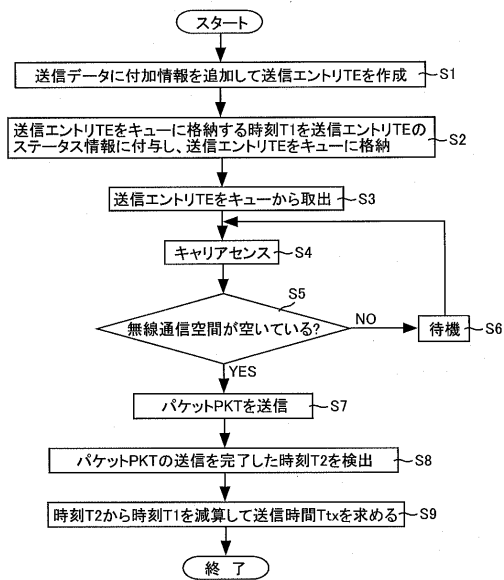 スタート
送信データに付加情報を追加して送信エントリTEを作成
S1
送信エントリTEをキューに格納する時刻T1を送信エントリTEの
ステータス情報に付与し、送信エントリTEをキューに格納
S2
送信エントリTEをキューから取出
S3
キャリアセンス
S4
S5
無線通信空間が空いている?
NO
待機
S6
YES
パケットPKTを送信
S7
パケットPKTの送信を完了した時刻T2を検出
S8
時刻T2から時刻T1を減算して送信時間Ttxを求める
S9
終 了